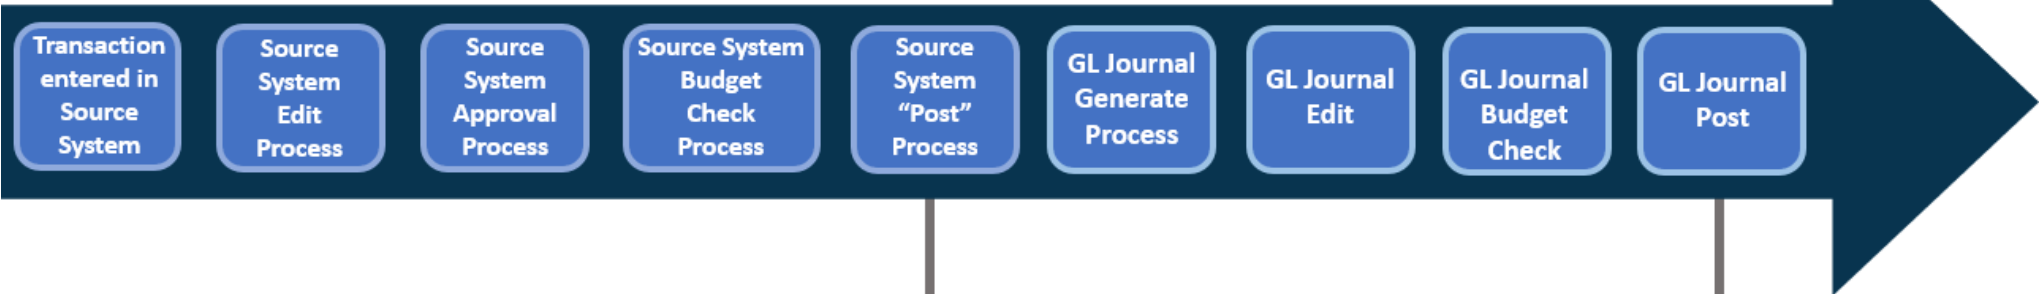 Transaction
entered in
Source
System
Source
System
Edit
Process
Source
System
Approval
Process
Source System
Budget
Check
Process
Source
System
“Post”
Process
GL Journal
Generate
Process
GL Journal
Edit
GL Journal
Budget
Check
GL Journal
Post